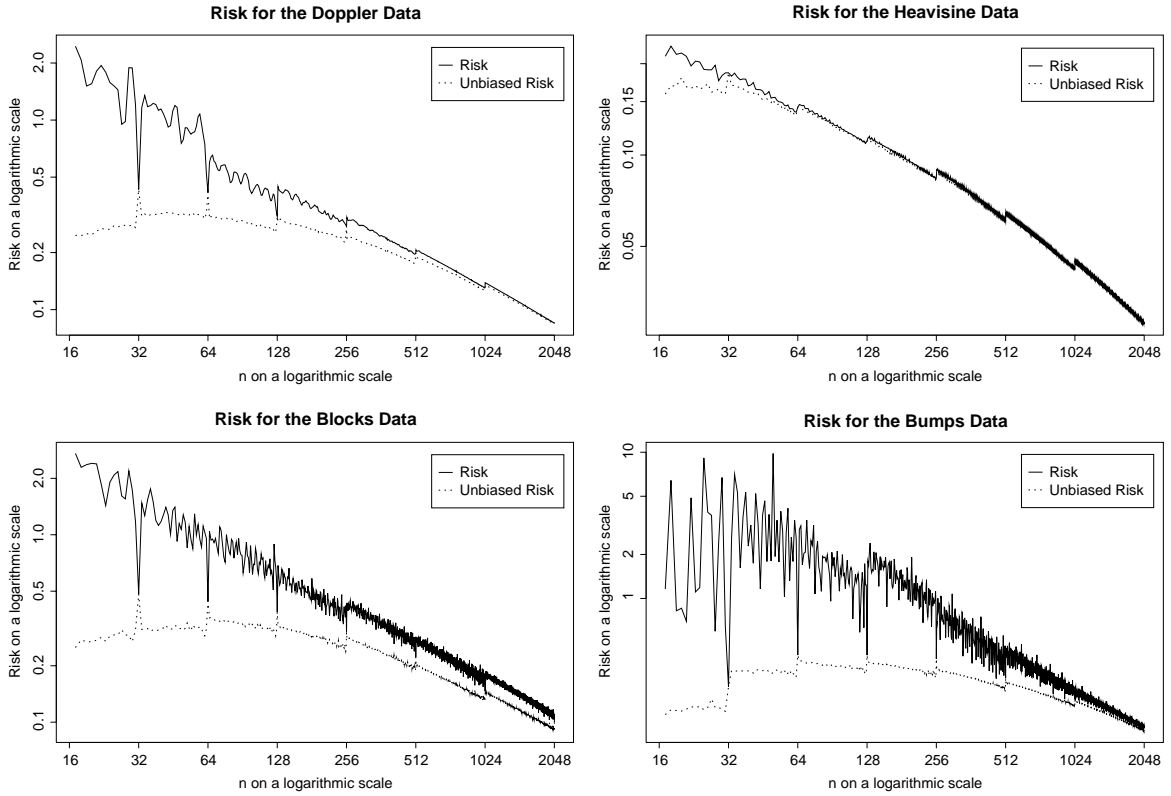 Risk for the Doppler Data
Risk on a logarithmic scale
2.0
1.0
0.5
0.2
0.1
Risk
Unbiased Risk
16 32 64 128 256 512 1024 2048
n on a logarithmic scale
Risk for the Heavisine Data
Risk on a logarithmic scale
0.15
0.10
0.05
Risk
Unbiased Risk
16 32 64 128 256 512 1024 2048
n on a logarithmic scale
Risk for the Blocks Data
Risk on a logarithmic scale
2.0
1.0
0.5
0.2
0.1
Risk
Unbiased Risk
16 32 64 128 256 512 1024 2048
n on a logarithmic scale
Risk for the Bumps Data
Risk on a logarithmic scale
10
5
2
1
Risk
Unbiased Risk
16 32 64 128 256 512 1024 2048
n on a logarithmic scale